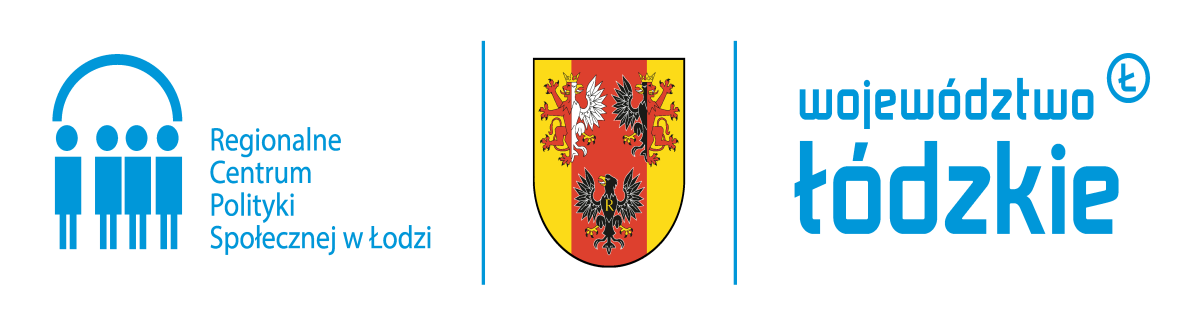 Regionalne
Centrum
Polityki
Społecznej w Łodzi
R
województwo
Ł
łódzkie